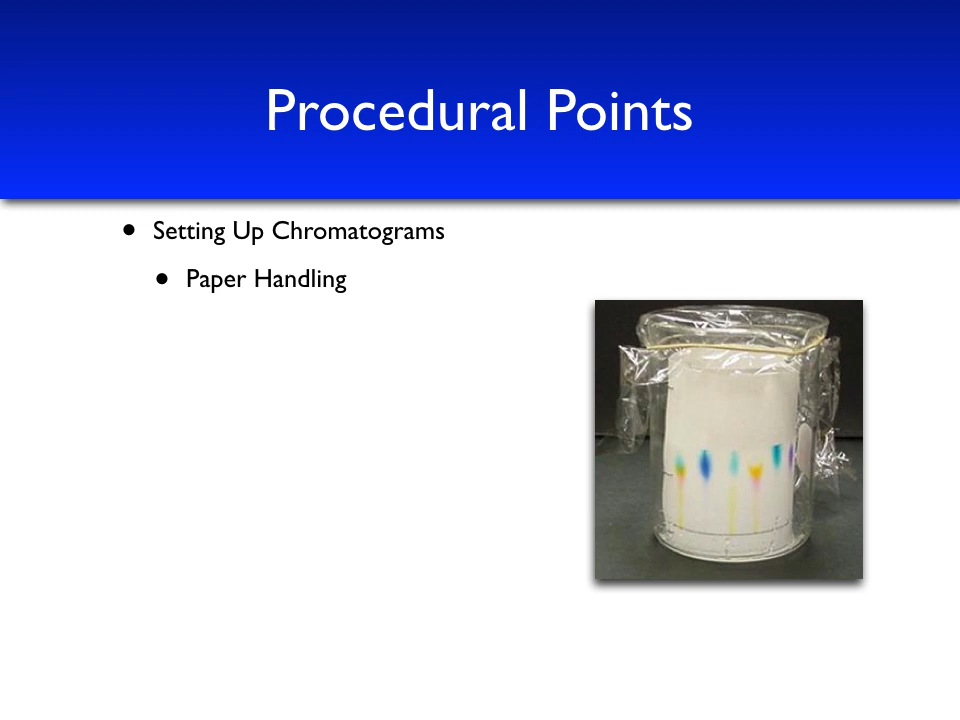 Procedural Points
• Setting Up Chromatograms
• Paper Handling